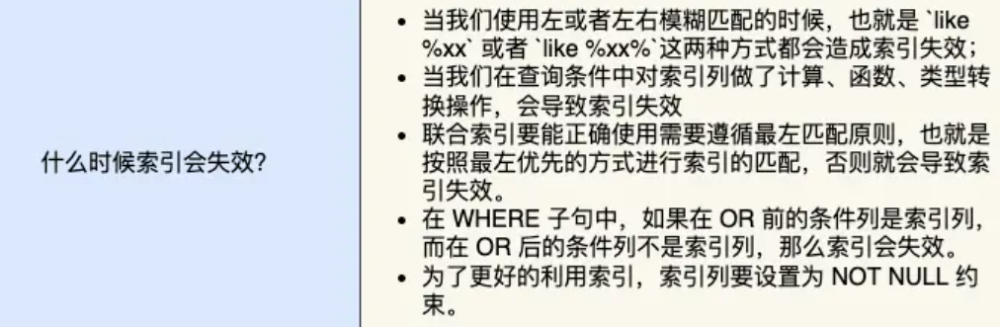 什么时候索引会失效？
• 当我们使用左或者左右模糊匹配的时候，也就是 `like
%xx` 或者 `like %xx%`这两种方式都会造成索引失效；
• 当我们在查询条件中对索引列做了计算、函数、类型转
换操作，会导致索引失效
• 联合索引要能正确使用需要遵循最左匹配原则，也就是
按照最左优先的方式进行索引的匹配，否则就会导致索
引失效。
• 在 WHERE 子句中，如果在 OR 前的条件列是索引列，
而在 OR 后的条件列不是索引列，那么索引会失效。
• 为了更好的利用索引，索引列要设置为 NOT NULL 约
束。